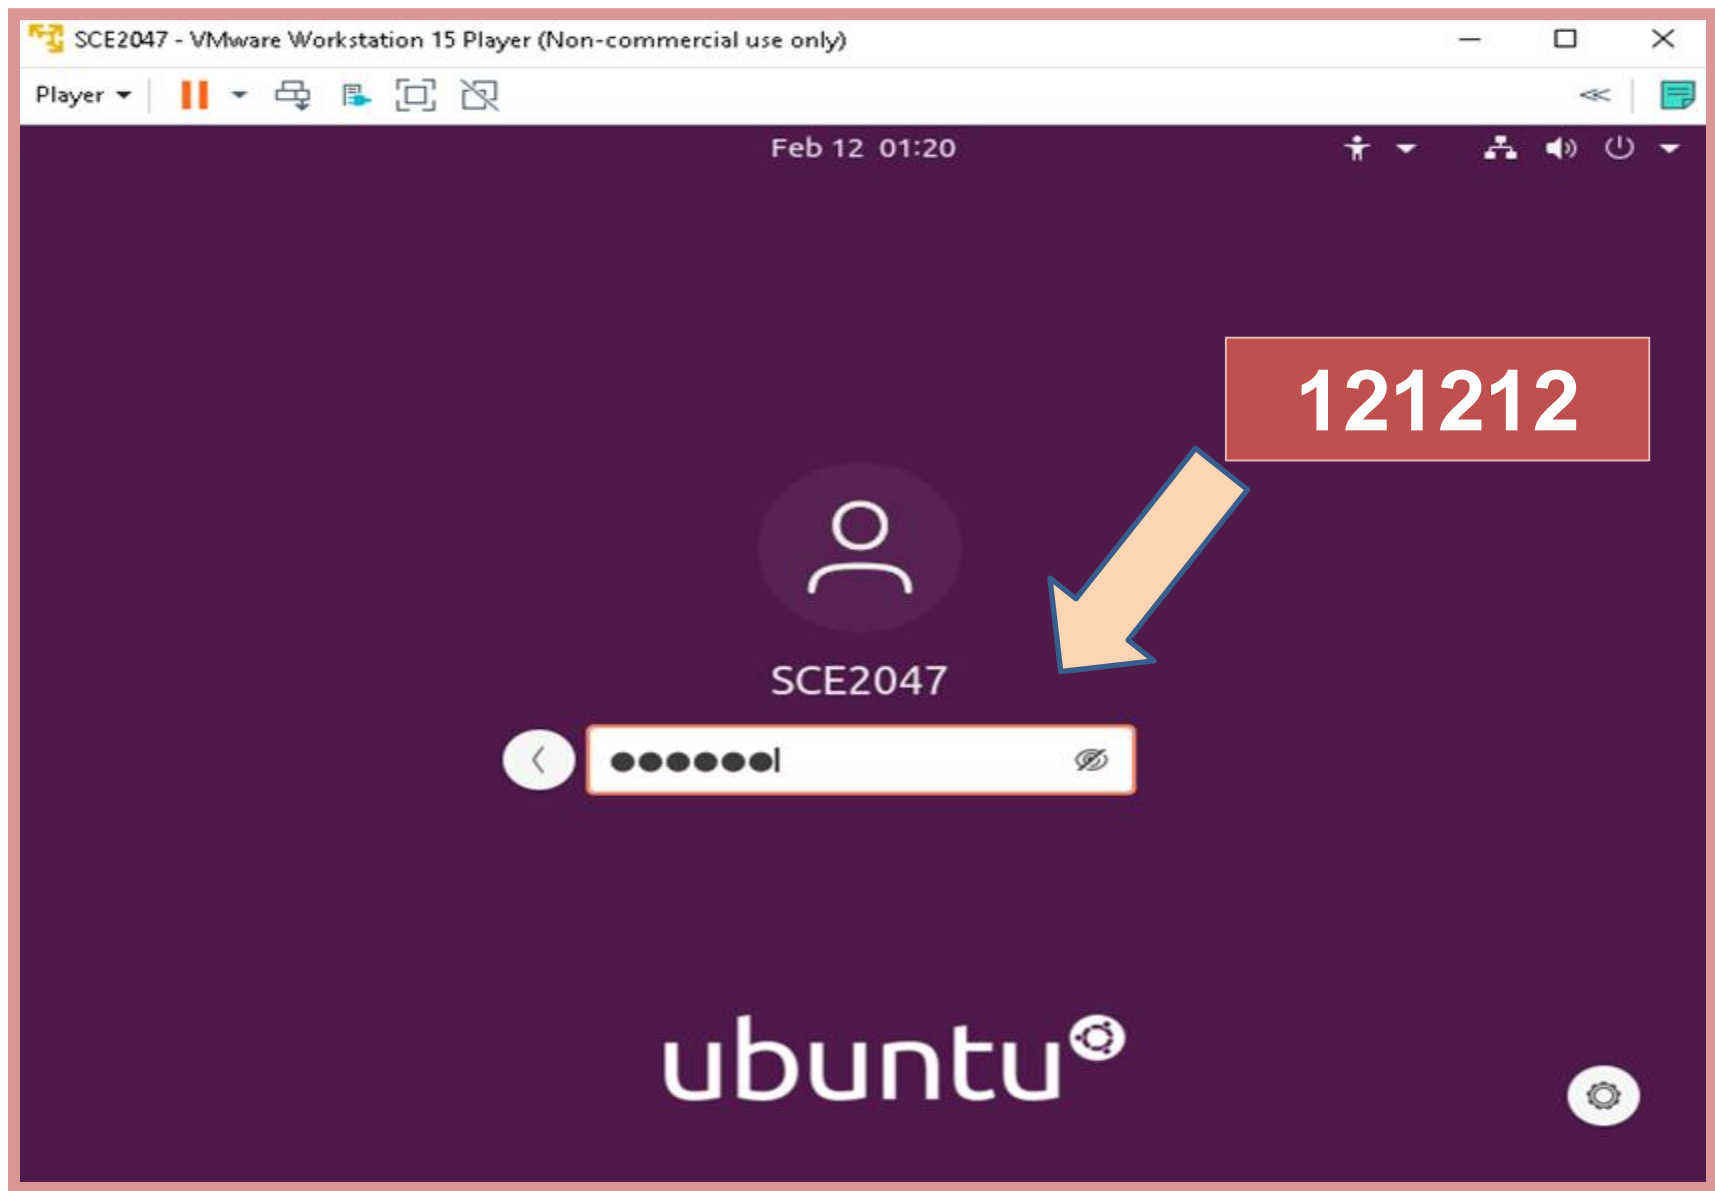 SCE2047 - VMware Workstation 15 Player (Non-commercial use only)
Player
Feb 12 01:20
121212
SCE2047
ubuntu